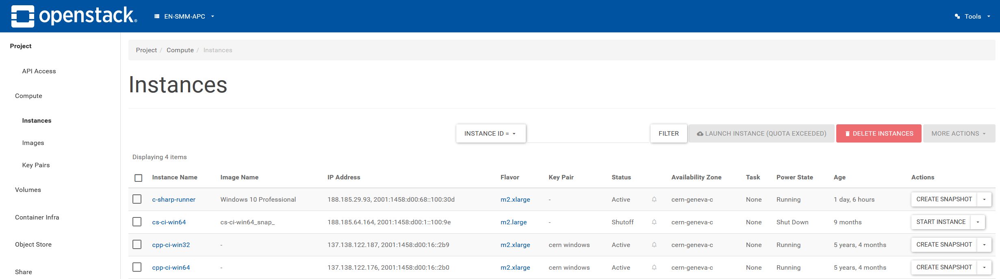 openstack.
EN-SMM-APC
Tools
Project
API Access
Compute
Instances
Images
Key Pairs
Volumes
Container Infra
Object Store
Share
Project / Compute / Instances
Instances
INSTANCE ID =
FILTER
LAUNCH INSTANCE (QUOTA EXCEEDED)
DELETE INSTANCES
MORE ACTIONS
Displaying 4 items
Instance Name Image Name IP Address Flavor Key Pair Status Availability Zone Task Power State Age Actions
c-sharp-runner Windows 10 Professional 188.185.29.93, 2001:1458:d00:68::100:30d m2.xlarge - Active cern-geneva-c None Running 1 day, 6 hours CREATE SNAPSHOT
cs-ci-win64 cs-ci-win64_snap_ 188.185.64.164, 2001:1458:d00:1::100:9e m2.large - Shutoff cern-geneva-c None Shut Down 9 months START INSTANCE
cpp-ci-win32 - 137.138.122.187, 2001:1458:d00:16::2b9 m2.xlarge cern windows Active cern-geneva-c None Running 5 years, 4 months CREATE SNAPSHOT
cpp-ci-win64 - 137.138.122.176, 2001:1458:d00:16::2b0 m2.xlarge cern windows Active cern-geneva-c None Running 5 years, 4 months CREATE SNAPSHOT